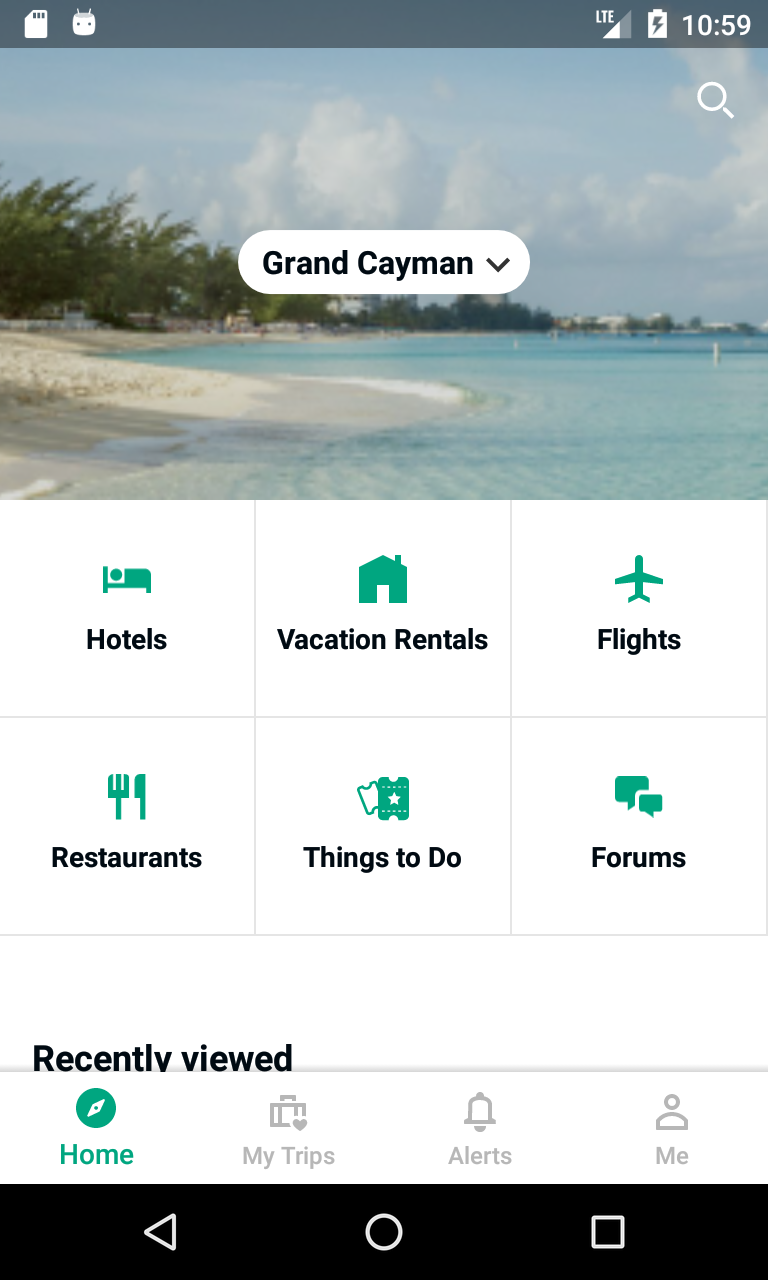 LTE 10:59
Grand Cayman
Hotels
Vacation Rentals
Flights
Restaurants
Things to Do
Forums
Recently viewed
Home
My Trips
Alerts
Me